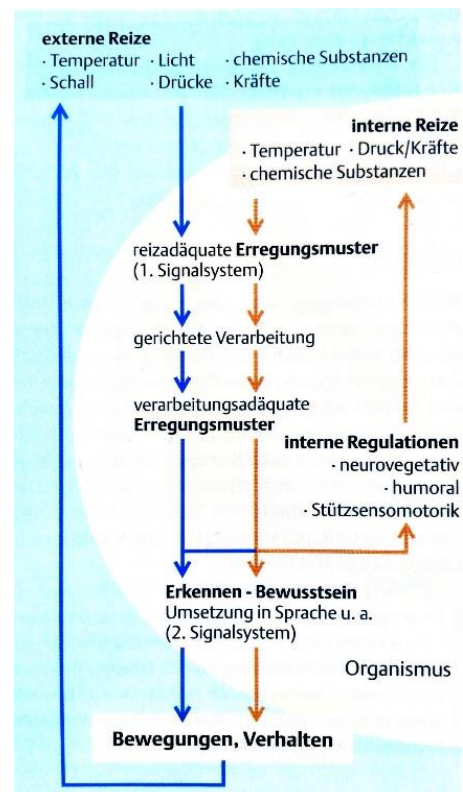 externe Reize
· Temperatur · Licht · chemische Substanzen
· Schall · Drücke · Kräfte
interne Reize
· Temperatur · Druck/Kräfte
· chemische Substanzen
reizadäquate Erregungsmuster
(1. Signalsystem)
gerichtete Verarbeitung
verarbeitungsadäquate
Erregungsmuster
interne Regulationen
· neurovegetativ
· humoral
· Stützsensomotorik
Erkennen - Bewusstsein
Umsetzung in Sprache u. a.
(2. Signalsystem)
Organismus
Bewegungen, Verhalten